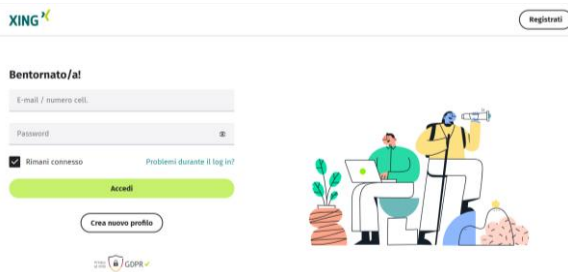 XING
Registrati
Bentornato/a!
E-mail / numero cell.
Password
Rimani connesso
Problemi durante il log in?
Accedi
Crea nuovo profilo
GDPR